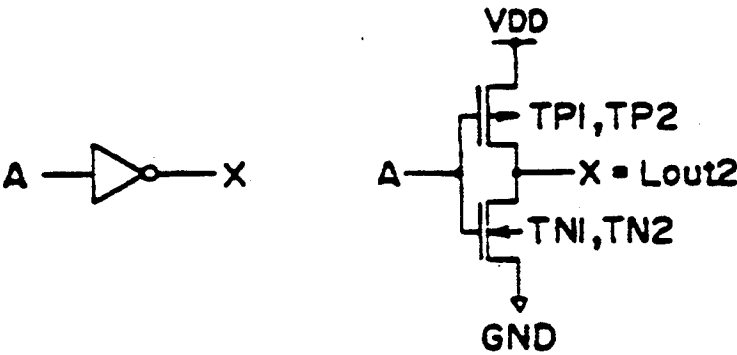 VDD
TP1,TP2
A
X
A
X = Lout2
TN1,TN2
GND